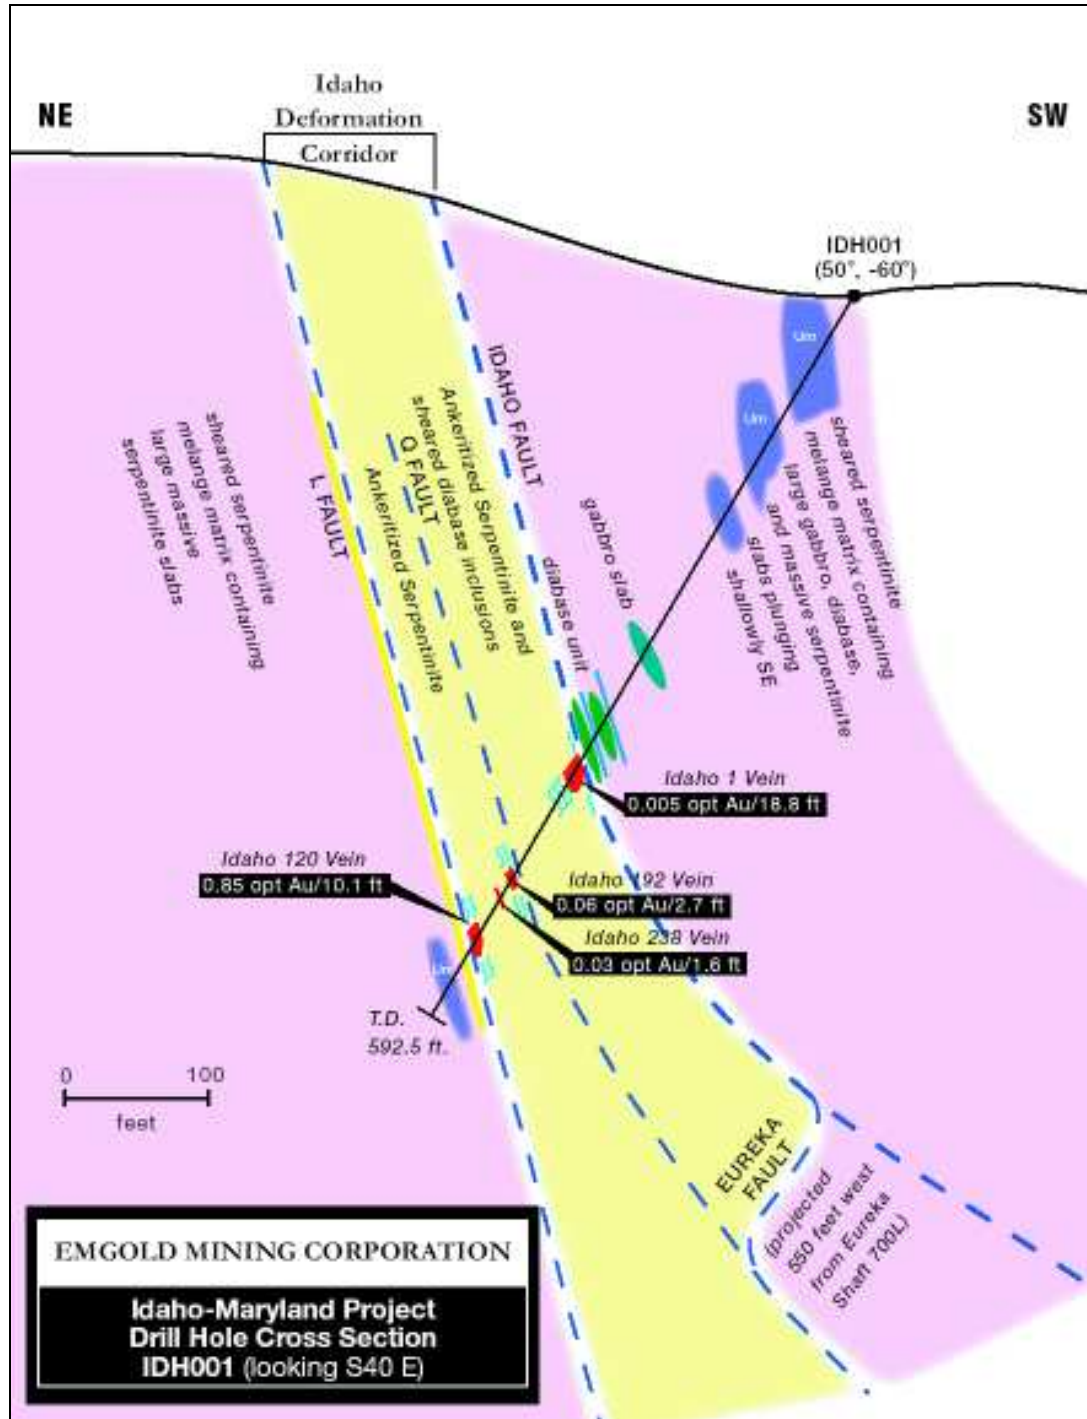 NE
Idaho
Deformation
Corridor
SW
IDH001
(50°, -60°)
Um
Um
IDAHO FAULT
Ankeritized Serpentinite and
sheared diabase inclusions
Q FAULT
Ankeritized Serpentinite
L FAULT
sheared serpentinite
melange matrix containing
large massive
serpentinite slabs
sheared serpentinite
melange matrix containing
large gabbro, diabase,
and massive serpentinite
slabs plunging
shallowly SE
gabbro slab
diabase unit
Idaho 1 Vein
0.005 opt Au/18.8 ft
Idaho 120 Vein
0.85 opt Au/10.1 ft
Idaho 192 Vein
0.06 opt Au/2.7 ft
Idaho 238 Vein
0.03 opt Au/1.6 ft
Um
T.D.
592.5 ft.
0 100
feet
EUREKA
FAULT
(projected
550 feet west
from Eureka
Shaft 700L)
EMGOLD MINING CORPORATION
Idaho-Maryland Project
Drill Hole Cross Section
IDH001 (looking S40 E)